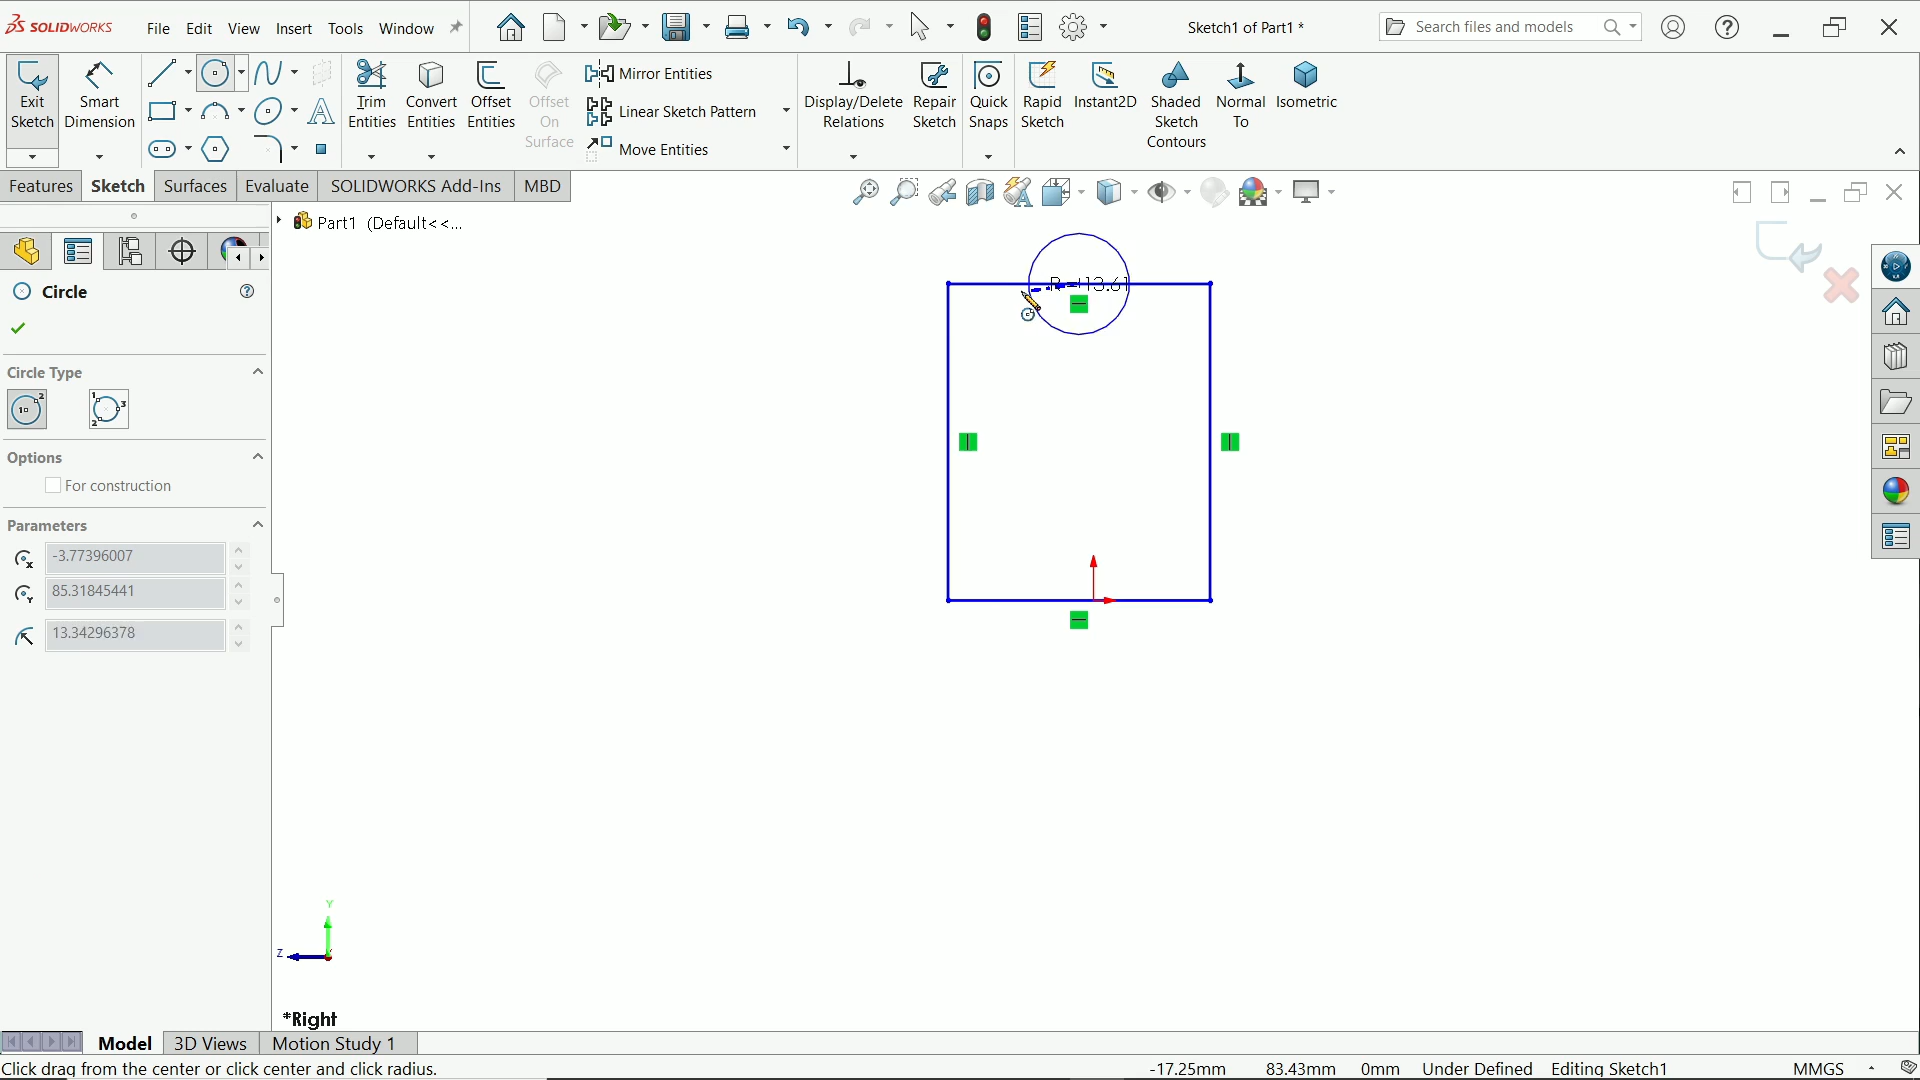 SOLIDWORKS File Edit View Insert Tools Window Sketch1 of Part1 * Search files and models
Exit Sketch
Smart Dimension
Trim Entities
Convert Entities
Offset Entities
Offset On Surface
Mirror Entities
Linear Sketch Pattern
Move Entities
Display/Delete Relations
Repair Sketch
Quick Snaps
Rapid Sketch
Instant2D
Shaded Sketch Contours
Normal To
Isometric
Features Sketch Surfaces Evaluate SOLIDWORKS Add-Ins MBD
Part1 (Default<<...
Circle
R = 13.61
Circle Type
Options
For construction
Parameters
-3.77396007
85.31845441
13.34296378
Y
Z
*Right
Model 3D Views Motion Study 1
Click drag from the center or click center and click radius. -17.25mm 83.43mm 0mm Under Defined Editing Sketch1 MMGS